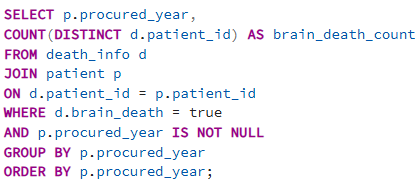 SELECT p.procured_year,
COUNT(DISTINCT d.patient_id) AS brain_death_count
FROM death_info d
JOIN patient p
ON d.patient_id = p.patient_id
WHERE d.brain_death = true
AND p.procured_year IS NOT NULL
GROUP BY p.procured_year
ORDER BY p.procured_year;